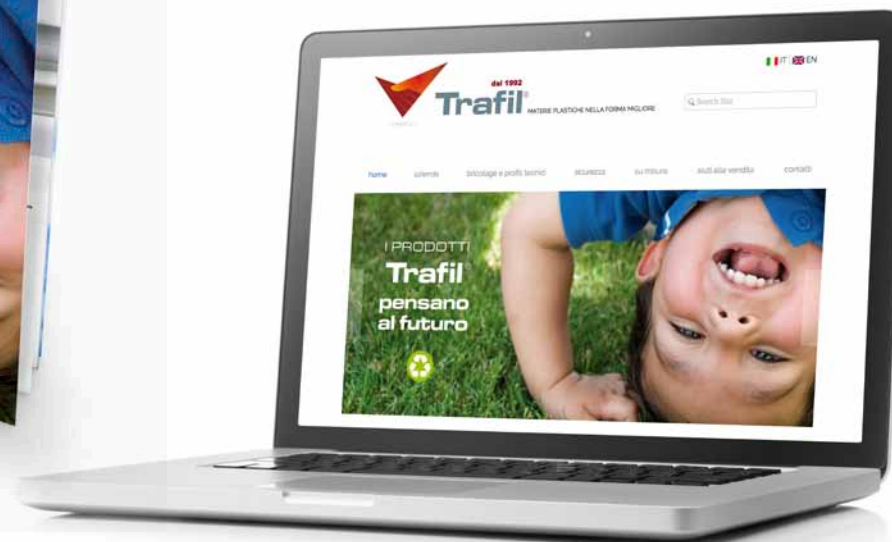 dal 1992
Trafil®
MATERIE PLASTICHE NELLA FORMA MIGLIORE
IT EN
Search Site
home azienda bricolage e profili tecnici sicurezza su misura aiuti alla vendita contatti
I PRODOTTI
Trafil®
pensano
al futuro